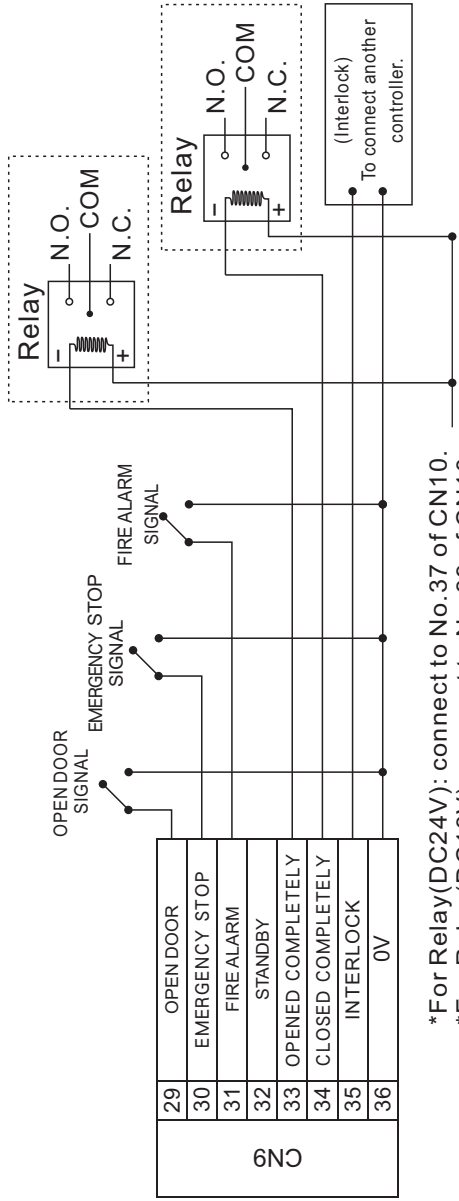 Relay
N.O.
COM
N.C.
−
+
Relay
N.O.
COM
N.C.
−
+
(Interlock)
To connect another
controller.
OPEN DOOR
SIGNAL
EMERGENCY STOP
SIGNAL
FIRE ALARM
SIGNAL
CN9
29 OPEN DOOR
30 EMERGENCY STOP
31 FIRE ALARM
32 STANDBY
33 OPENED COMPLETELY
34 CLOSED COMPLETELY
35 INTERLOCK
36 0V
*For Relay(DC24V): connect to No.37 of CN10.
*For Relay